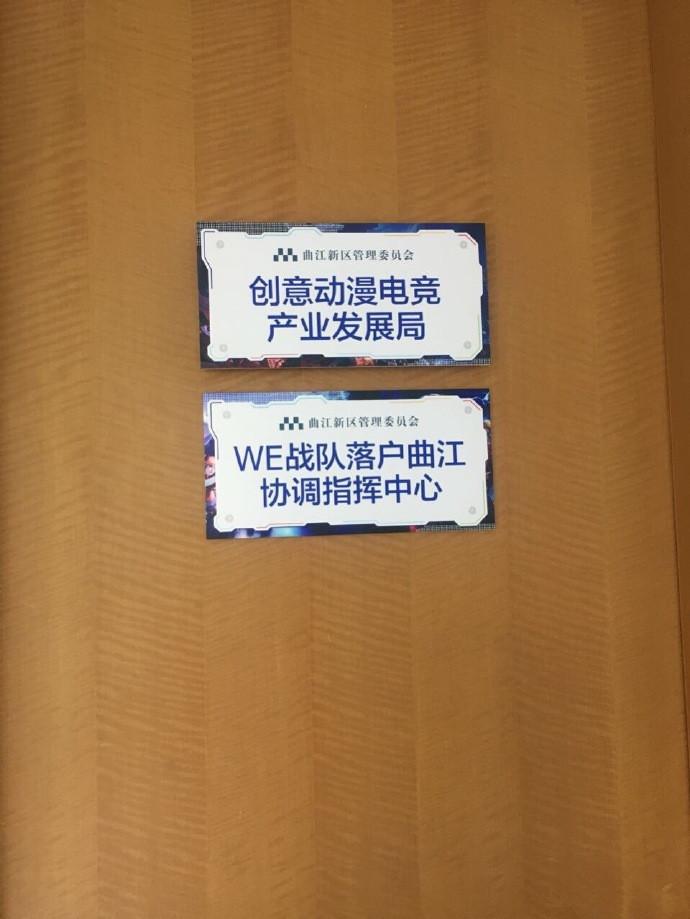 曲江新区管理委员会
创意动漫电竞
产业发展局
曲江新区管理委员会
WE战队落户曲江
协调指挥中心